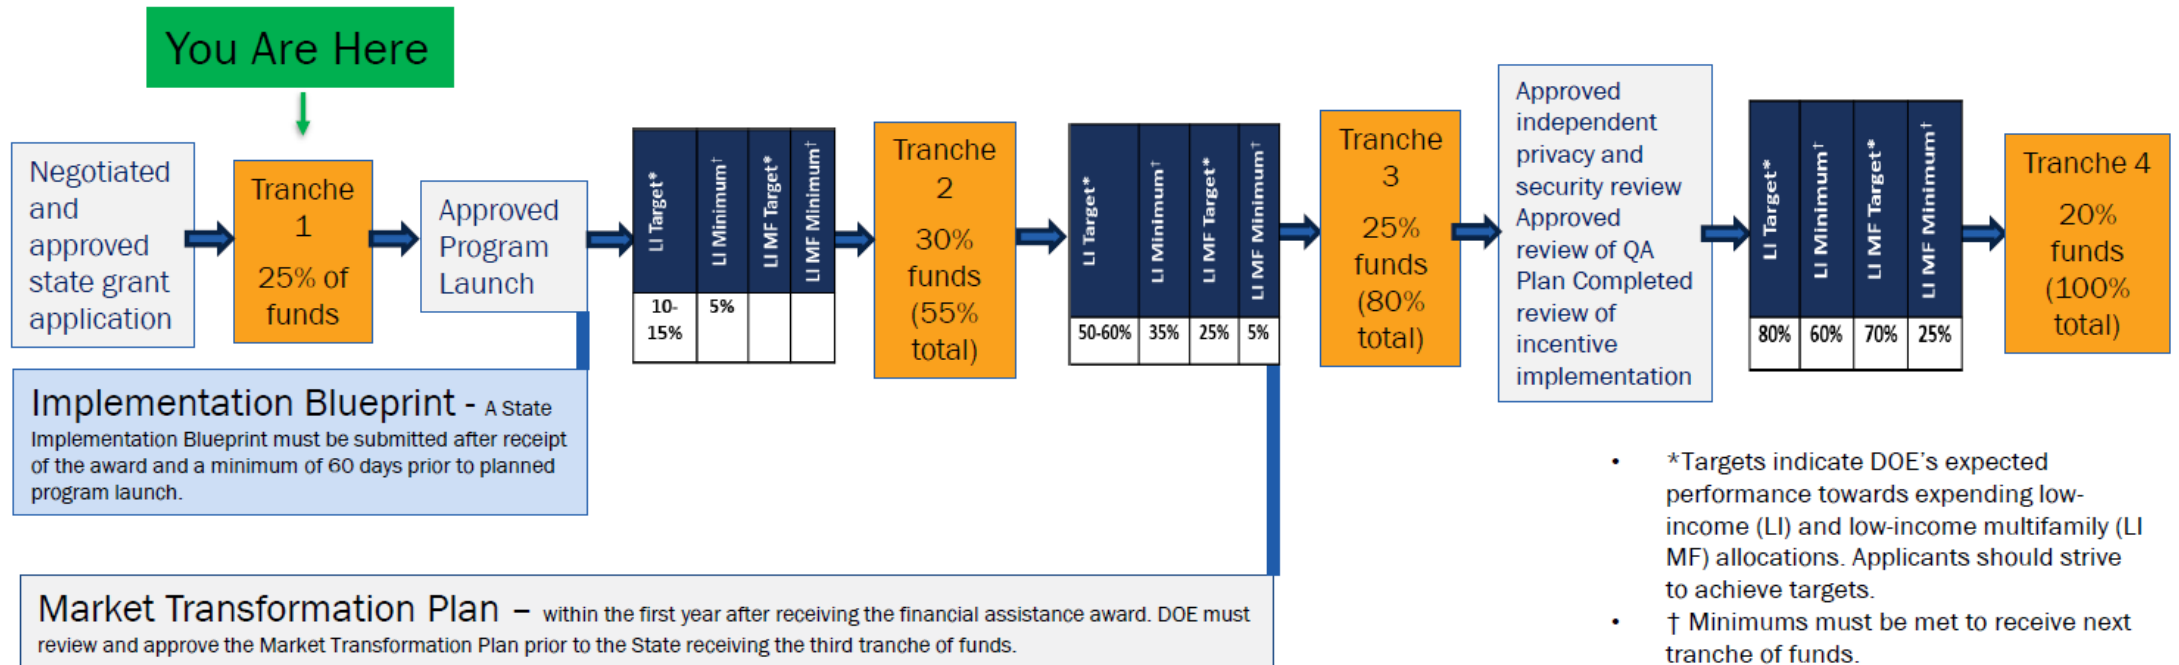 You Are Here
Negotiated
and
approved
state grant
application
Tranche
1
25% of
funds
Approved
Program
Launch
LI Target*
LI Minimum†
LI MF Target*
LI MF Minimum†
10-
15%
5%
Tranche
2
30%
funds
(55%
total)
LI Target*
LI Minimum†
LI MF Target*
LI MF Minimum†
50-60%
35%
25%
5%
Tranche
3
25%
funds
(80%
total)
Approved
independent
privacy and
security review
Approved
review of QA
Plan Completed
review of
incentive
implementation
LI Target*
LI Minimum†
LI MF Target*
LI MF Minimum†
80%
60%
70%
25%
Tranche 4
20%
funds
(100%
total)
Implementation Blueprint - A State
Implementation Blueprint must be submitted after receipt
of the award and a minimum of 60 days prior to planned
program launch.
Market Transformation Plan – within the first year after receiving the financial assistance award. DOE must
review and approve the Market Transformation Plan prior to the State receiving the third tranche of funds.
• *Targets indicate DOE's expected
performance towards expending low-
income (LI) and low-income multifamily (LI
MF) allocations. Applicants should strive
to achieve targets.
• † Minimums must be met to receive next
tranche of funds.